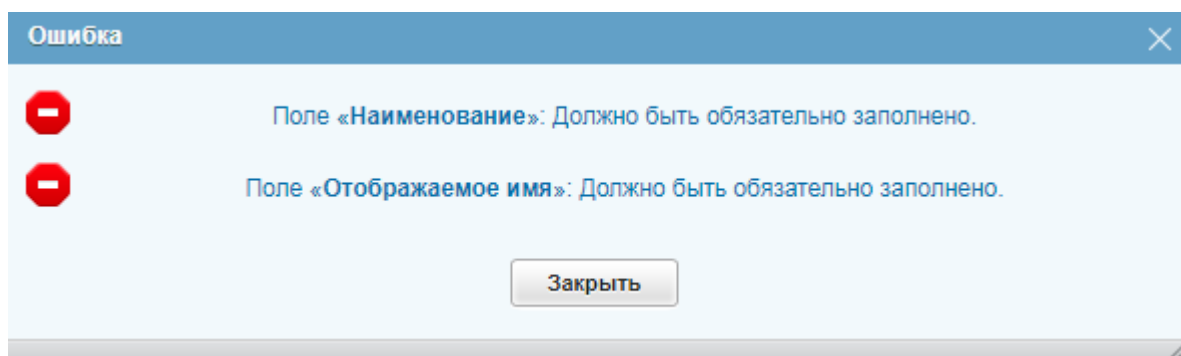 Ошибка
Поле «Наименование»: Должно быть обязательно заполнено.
Поле «Отображаемое имя»: Должно быть обязательно заполнено.
Закрыть